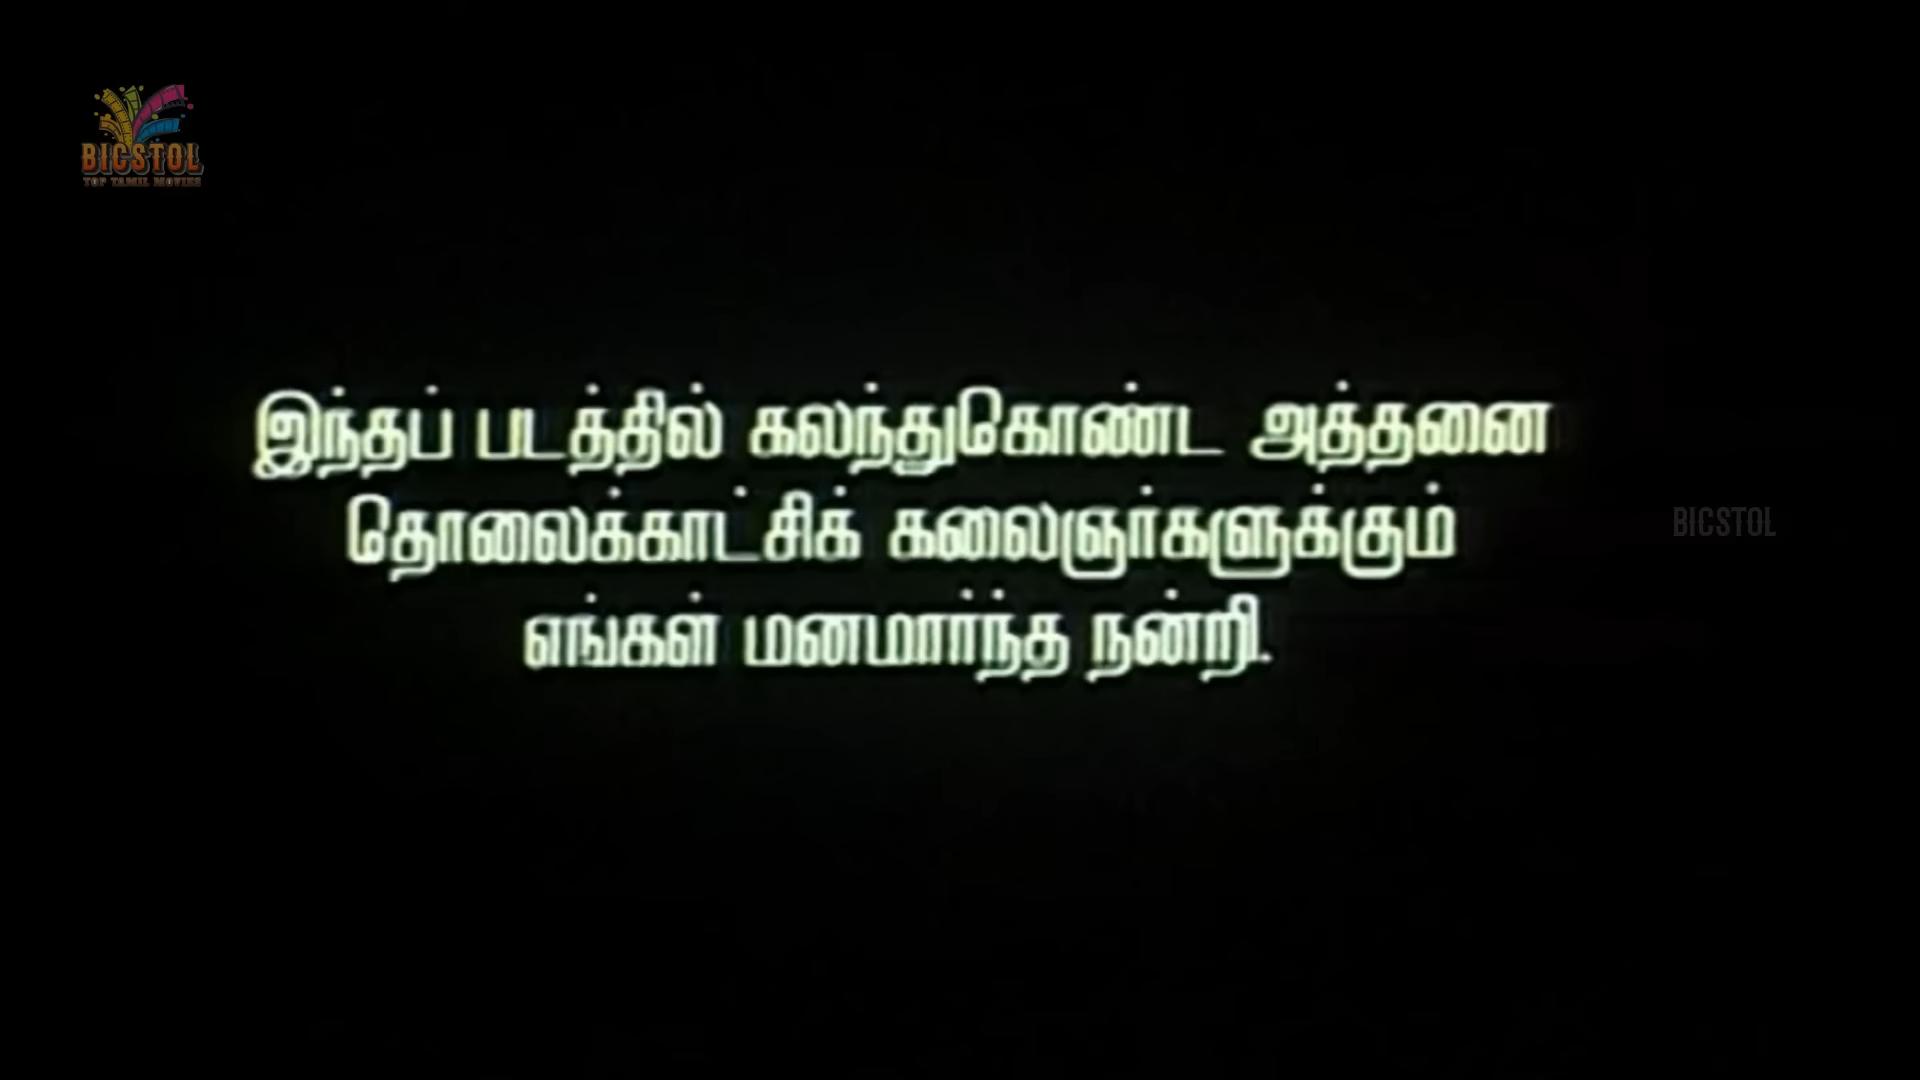 BICSTOL
TOP TAMIL MOVIES
இந்தப் படத்தில் கலந்துகொண்ட அத்தனை
தொலைக்காட்சிக் கலைஞர்களுக்கும்
BICSTOL
எங்கள் மனமார்ந்த நன்றி.